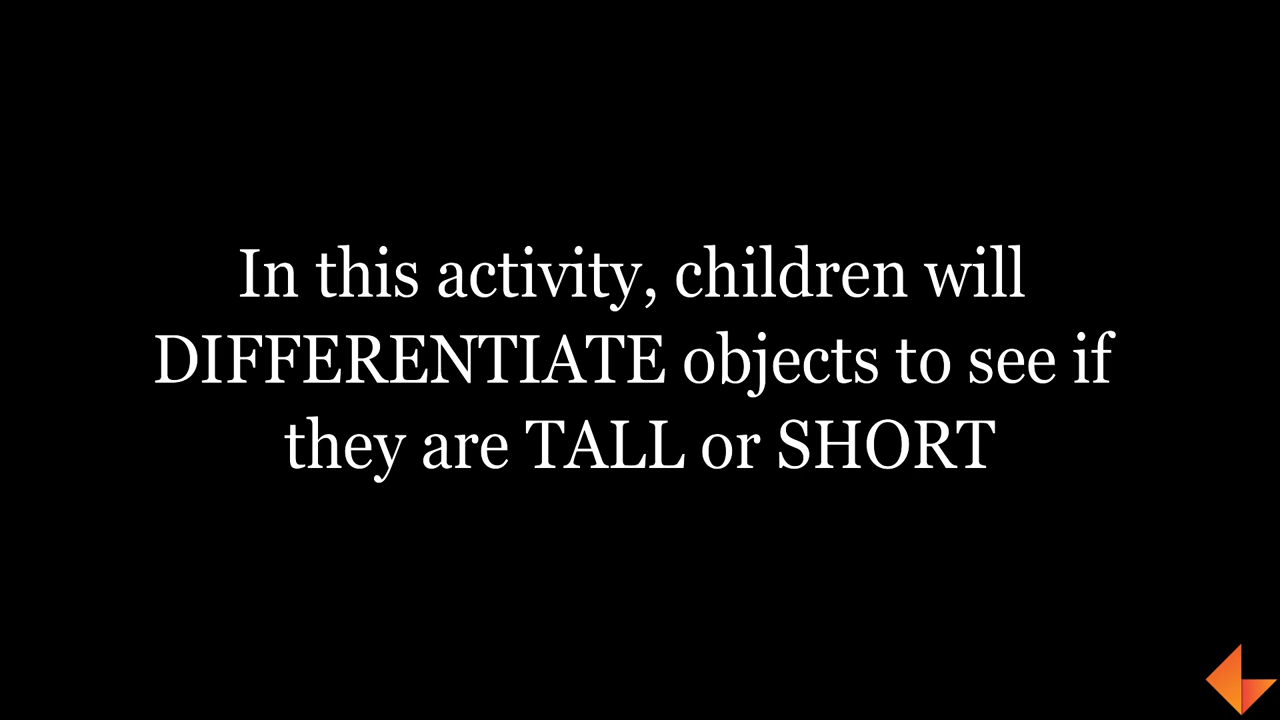 In this activity, children will
DIFFERENTIATE objects to see if
they are TALL or SHORT